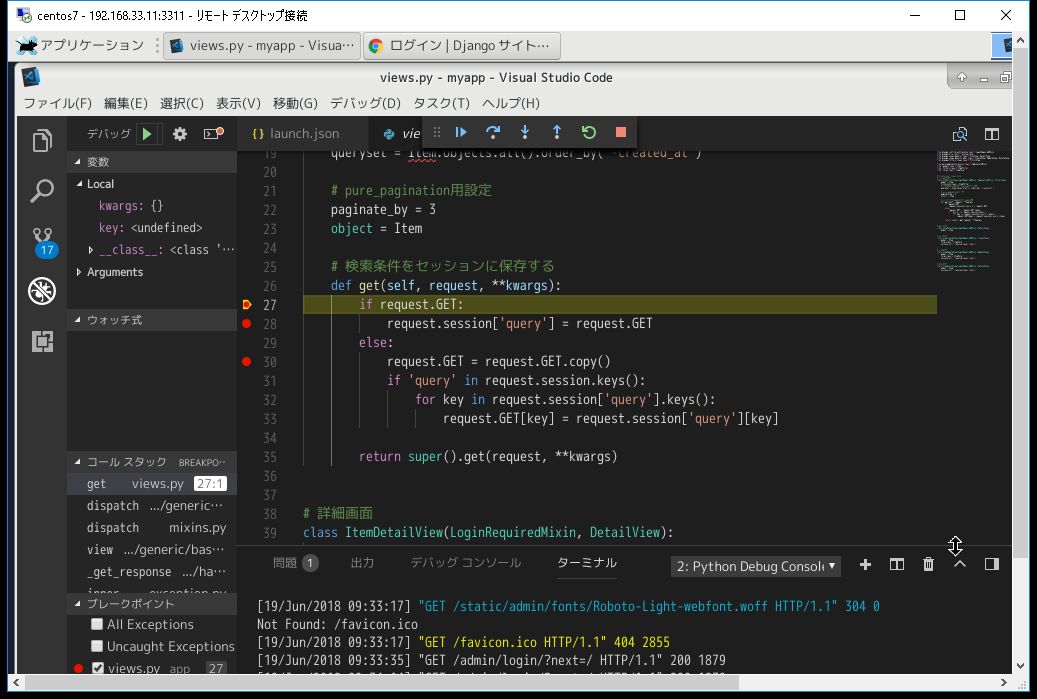 centos7 - 192.168.33.11:3311 - リモート デスクトップ接続
アプリケーション
views.py - myapp - Visua…
ログイン | Django サイト…
views.py - myapp - Visual Studio Code
ファイル(F) 編集(E) 選択(C) 表示(V) 移動(G) デバッグ(D) タスク(T) ヘルプ(H)
デバッグ
{} launch.json
vie
変数
Local
kwargs: {}
key: <undefined>
__class__: <class '…
Arguments
ウォッチ式
コール スタック BREAKPO…
get views.py 27:1
dispatch .../generic…
dispatch mixins.py
view .../generic/bas…
_get_response .../ha…
inner exception.py
ブレークポイント
All Exceptions
Uncaught Exceptions
views.py app 27
17
19 queryset = Item.objects.all().order_by('-created_at')
20
21 # pure_pagination用設定
22 paginate_by = 3
23 object = Item
24
25 # 検索条件をセッションに保存する
26 def get(self, request, **kwargs):
27 if request.GET:
28 request.session['query'] = request.GET
29 else:
30 request.GET = request.GET.copy()
31 if 'query' in request.session.keys():
32 for key in request.session['query'].keys():
33 request.GET[key] = request.session['query'][key]
34
35 return super().get(request, **kwargs)
36
37
38 # 詳細画面
39 class ItemDetailView(LoginRequiredMixin, DetailView):
問題 1 出力 デバッグ コンソール ターミナル 2: Python Debug Consol
[19/Jun/2018 09:33:17] "GET /static/admin/fonts/Roboto-Light-webfont.woff HTTP/1.1" 304 0
Not Found: /favicon.ico
[19/Jun/2018 09:33:17] "GET /favicon.ico HTTP/1.1" 404 2855
[19/Jun/2018 09:33:35] "GET /admin/login/?next=/ HTTP/1.1" 200 1879